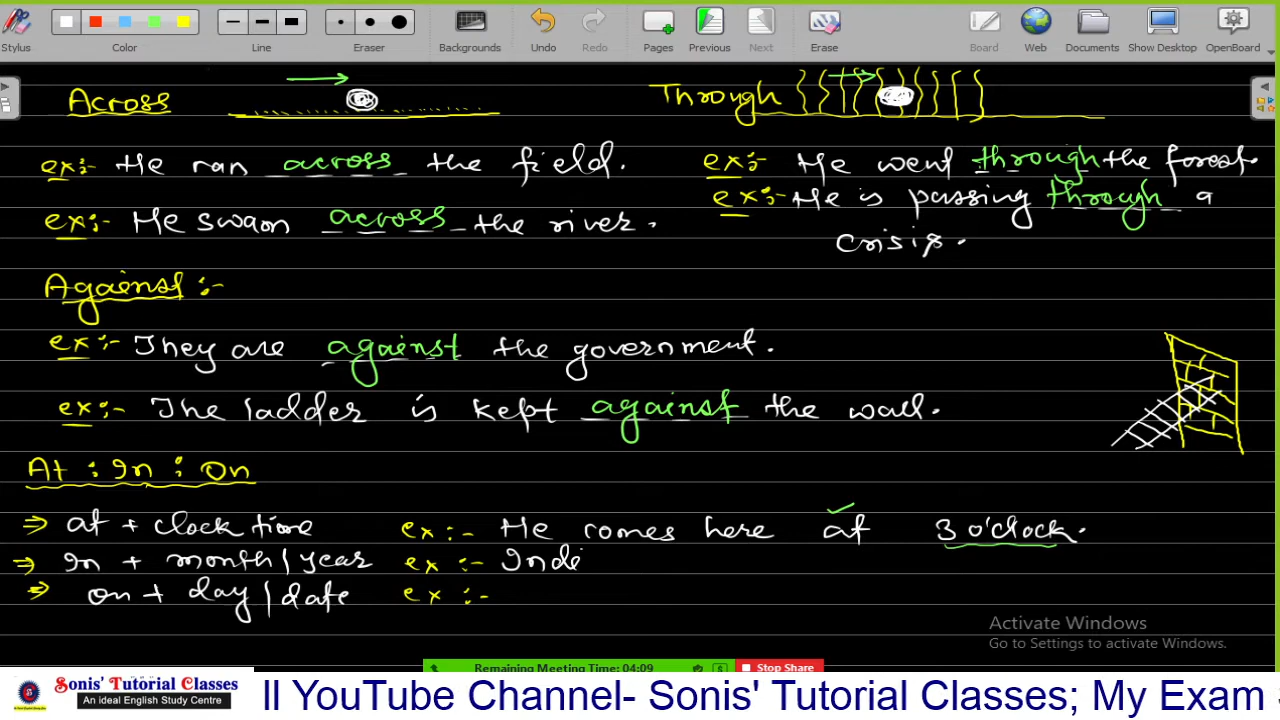 Stylus Color Line Eraser Backgrounds Undo Redo Pages Previous Next Erase Board Web Documents Show Desktop OpenBoard
Across
Through
ex:- He ran across the field.
ex:- He went through the forest.
ex:- He is passing through a
crisis.
ex:- He swam across the river.
Against :-
ex:- They are against the government.
ex:- The ladder is kept against the wall.
At : In : On
⇒ at + clock time ex:- He comes here at 3 o'clock.
⇒ In + month/year ex:- Indi
⇒ on + day/date ex:-
Activate Windows
Go to Settings to activate Windows.
Remaining Meeting Time: 04:09 Stop Share
Sonis' Tutorial Classes
An ideal English Study Centre
II YouTube Channel- Sonis' Tutorial Classes; My Exam